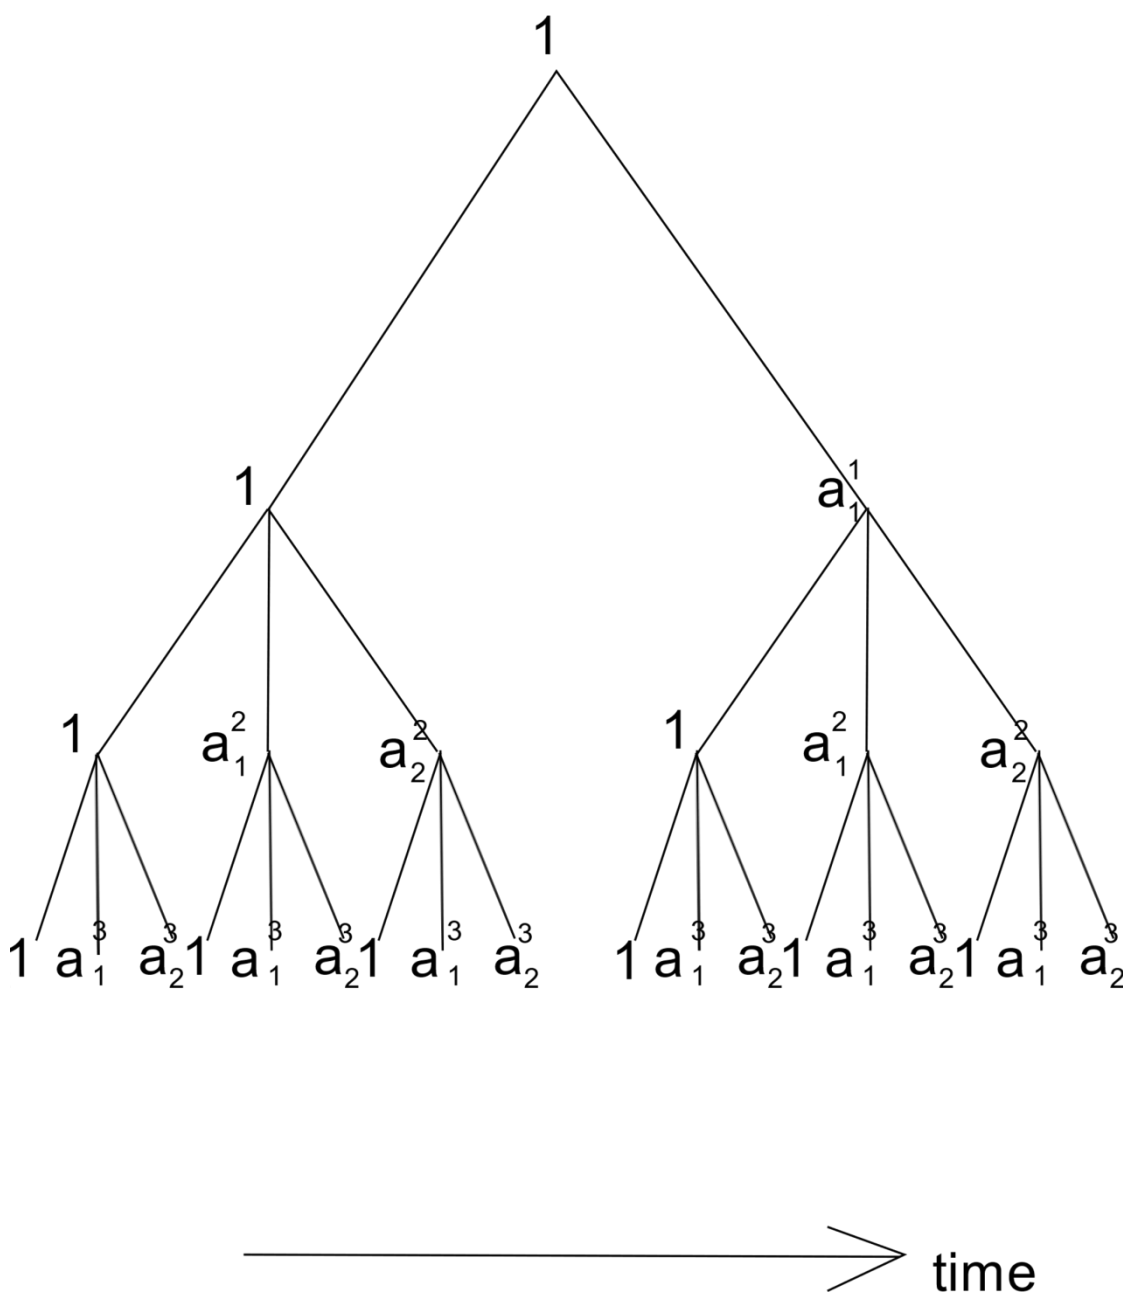 1
1 a₁¹
1 a₁² a₂² 1 a₁² a₂²
1 a₁³ a₂³ 1 a₁³ a₂³ 1 a₁³ a₂³ 1 a₁³ a₂³ 1 a₁³ a₂³ 1 a₁³ a₂³
time